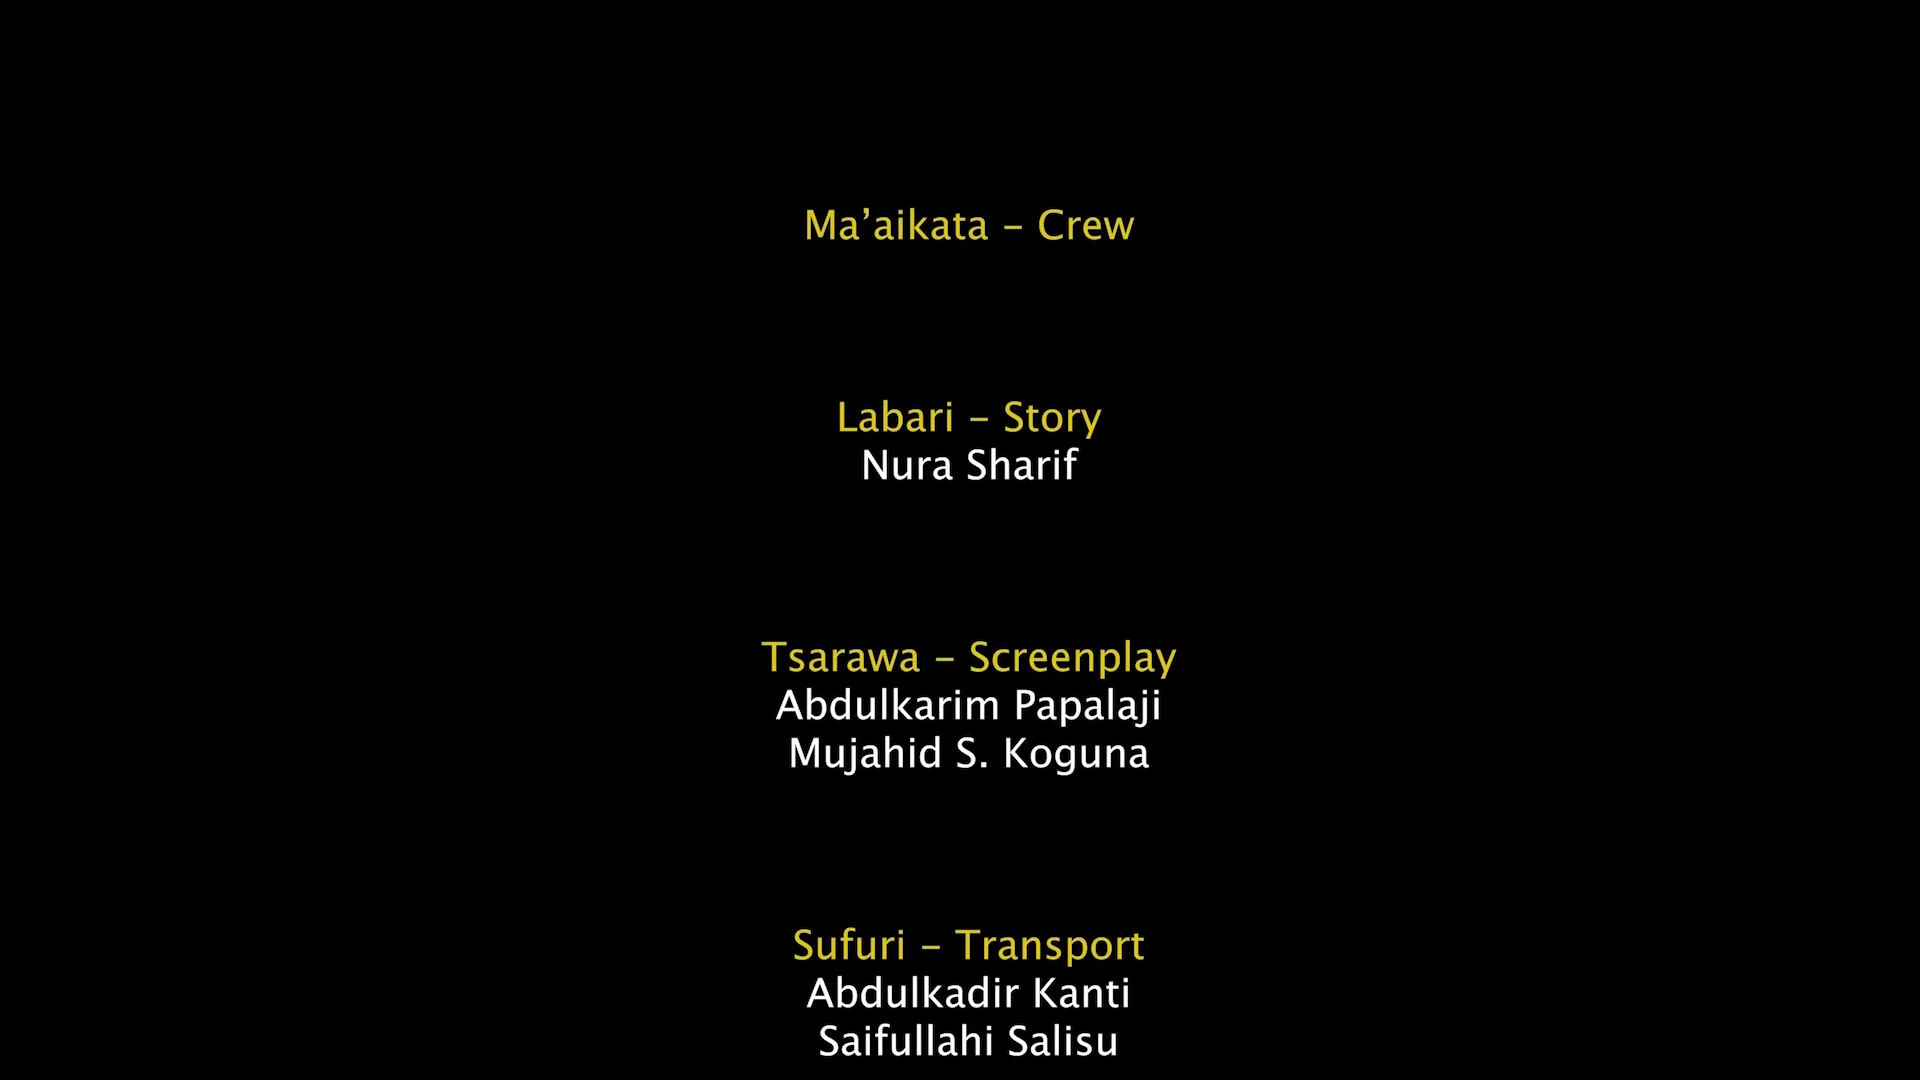 Ma’aikata – Crew
Labari – Story
Nura Sharif
Tsarawa – Screenplay
Abdulkarim Papalaji
Mujahid S. Koguna
Sufuri – Transport
Abdulkadir Kanti
Saifullahi Salisu